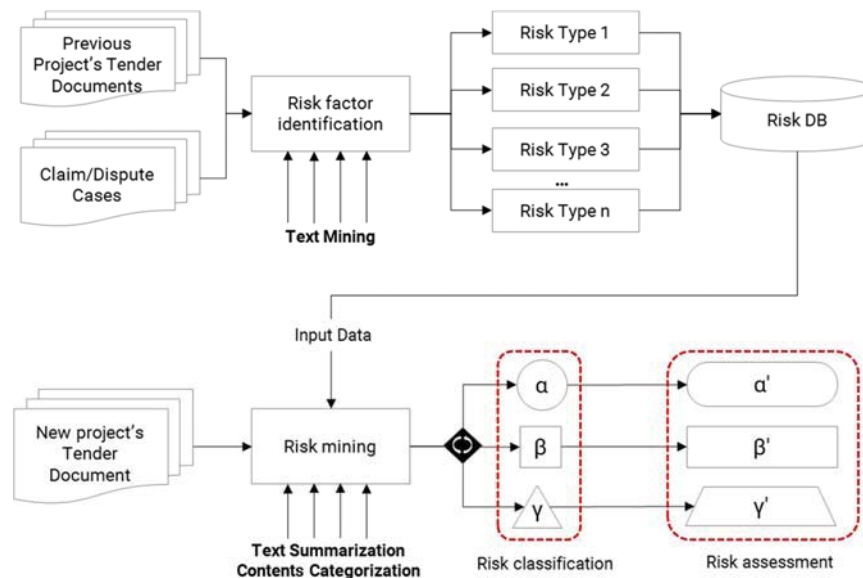 Previous
Project's Tender
Documents
Claim/Dispute
Cases
Risk factor
identification
Text Mining
Risk Type 1
Risk Type 2
Risk Type 3
...
Risk Type n
Risk DB
Input Data
New project's
Tender
Document
Risk mining
Text Summarization
Contents Categorization
α
β
γ
Risk classification
α'
β'
γ'
Risk assessment